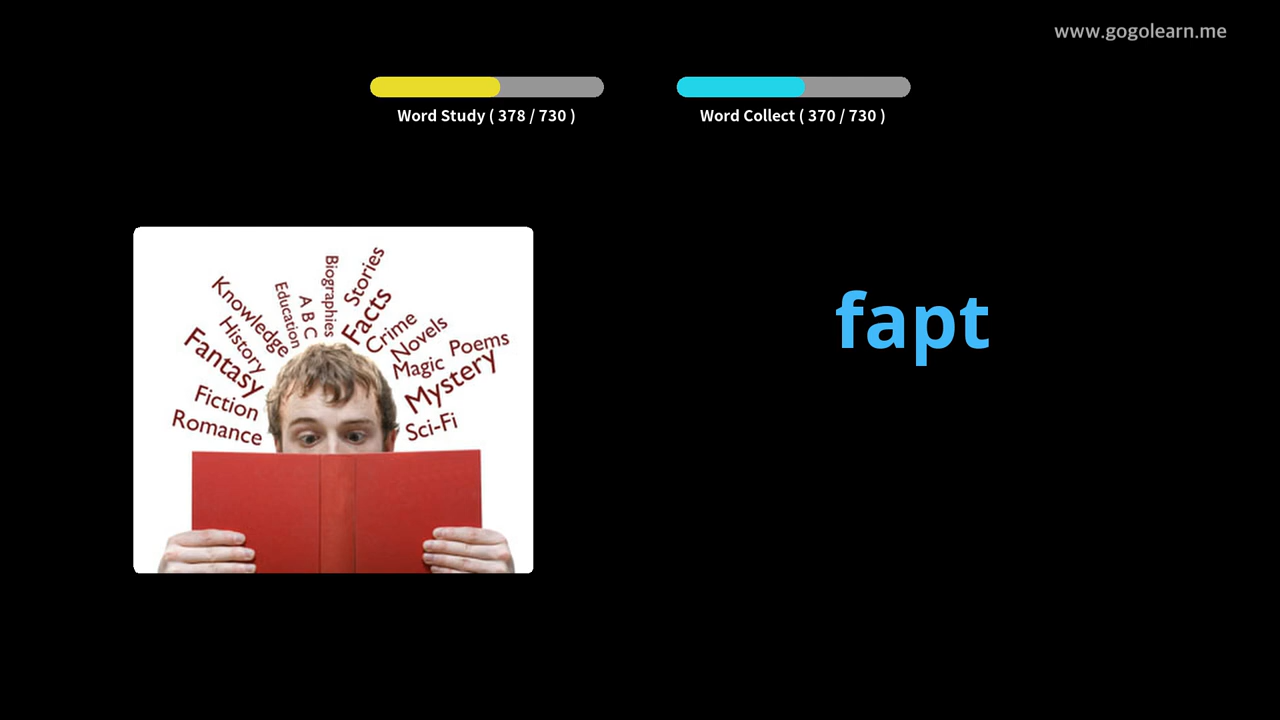 www.gogolearn.me
Word Study ( 378 / 730 )
Word Collect ( 370 / 730 )
fapt
Romance
Fiction
Fantasy
History
Knowledge
Education
A B C
Biographies
Stories
Facts
Crime
Novels
Magic
Poems
Mystery
Sci-Fi